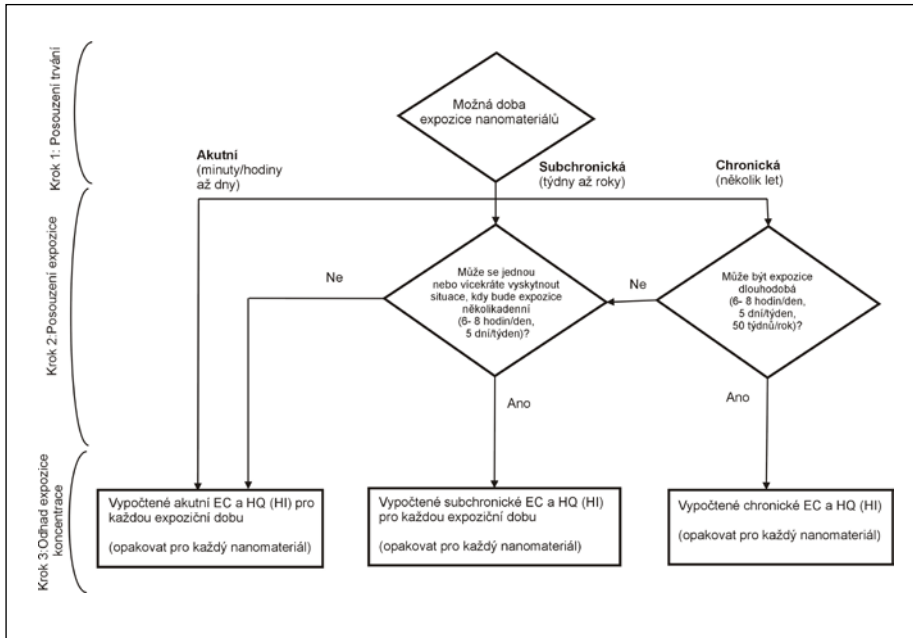 Krok 1: Posouzení trvání
Možná doba
expozice nanomateriálů
Akutní
(minuty/hodiny
až dny)
Subchronická
(týdny až roky)
Chronická
(několik let)
Krok 2:Posouzení expozice
Ne
Může se jednou
nebo vícekráte vyskytnout
situace, kdy bude expozice
několikadenní
(6- 8 hodin/den,
5 dní/týden)?
Ne
Může být expozice
dlouhodobá
(6- 8 hodin/den,
5 dní/týden,
50 týdnů/rok)?
Ano
Ano
Krok 3:Odhad expozice
koncentrace
Vypočtené akutní EC a HQ (HI) pro
každou expoziční dobu
(opakovat pro každý nanomateriál)
Vypočtené subchronické EC a HQ (HI)
pro každou expoziční dobu
(opakovat pro každý nanomateriál)
Vypočtené chronické EC a HQ (HI)
(opakovat pro každý nanomateriál)